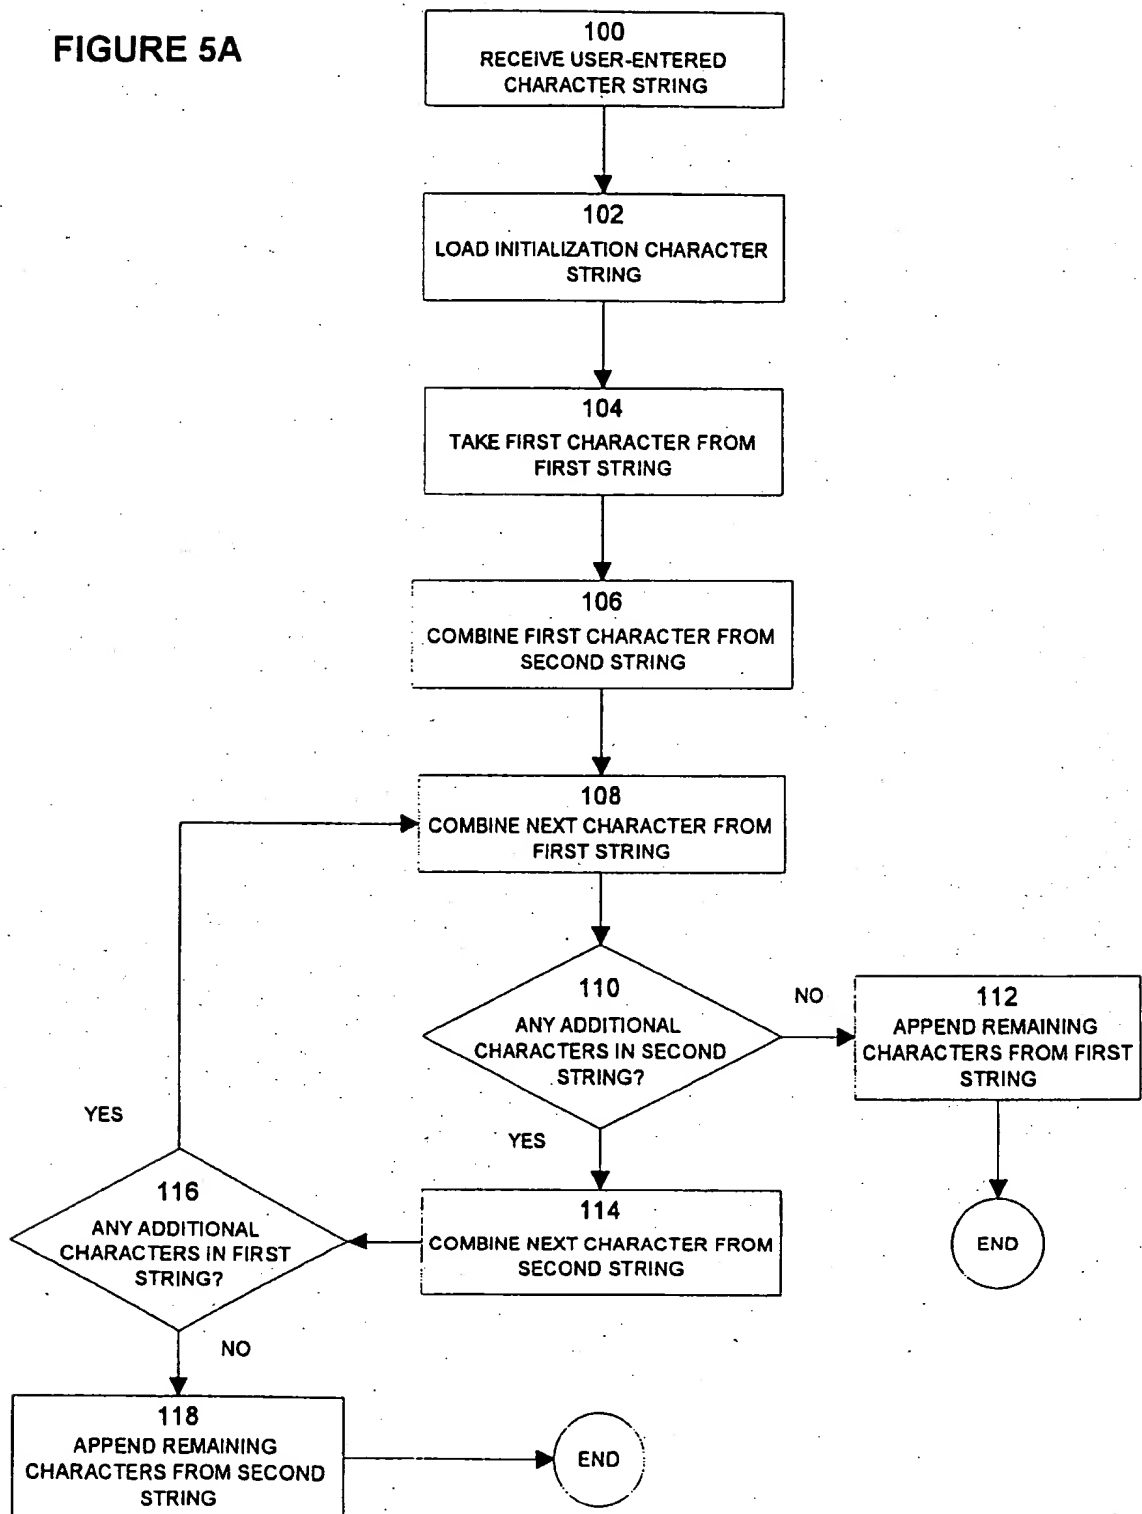 FIGURE 5A
100
RECEIVE USER-ENTERED
CHARACTER STRING
102
LOAD INITIALIZATION CHARACTER
STRING
104
TAKE FIRST CHARACTER FROM
FIRST STRING
106
COMBINE FIRST CHARACTER FROM
SECOND STRING
108
COMBINE NEXT CHARACTER FROM
FIRST STRING
110
ANY ADDITIONAL
CHARACTERS IN SECOND
STRING?
NO
112
APPEND REMAINING
CHARACTERS FROM FIRST
STRING
END
YES
114
COMBINE NEXT CHARACTER FROM
SECOND STRING
YES
116
ANY ADDITIONAL
CHARACTERS IN FIRST
STRING?
NO
118
APPEND REMAINING
CHARACTERS FROM SECOND
STRING
END